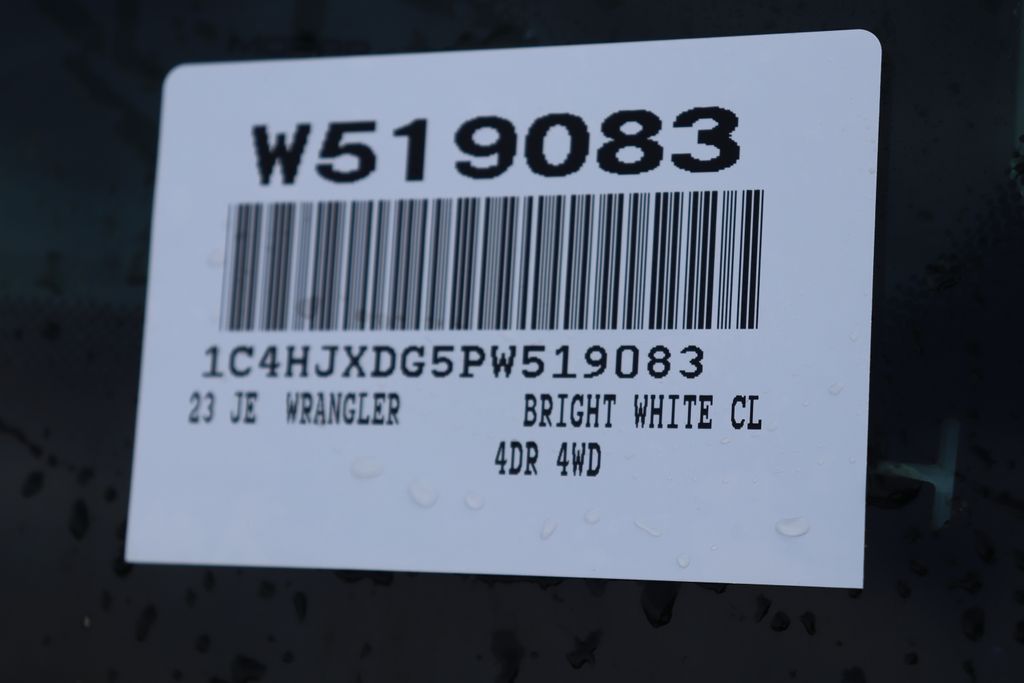 W519083
1C4HJXDG5PW519083
23 JE WRANGLER BRIGHT WHITE CL
4DR 4WD